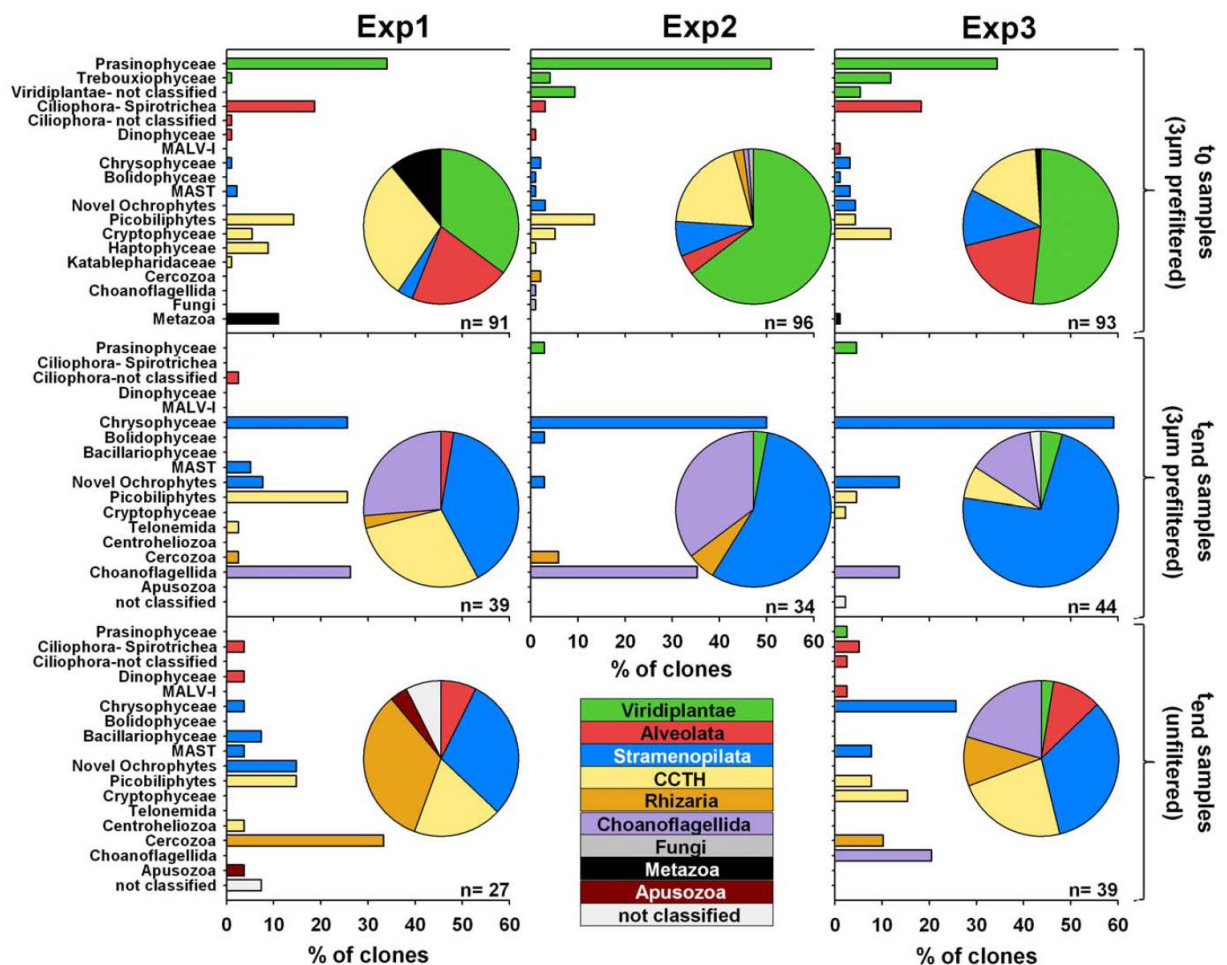 Exp1
Exp2
Exp3
Prasinophyceae
Trebouxiophyceae
Viridiplantae- not classified
Ciliophora- Spirotrichea
Ciliophora- not classified
Dinophyceae
MALV-I
Chrysophyceae
Bolidophyceae
MAST
Novel Ochrophytes
Picobiliphytes
Cryptophyceae
Haptophyceae
Katablepharidaceae
Cercozoa
Choanoflagellida
Fungi
Metazoa
n= 91
n= 96
n= 93
t0 samples
(3µm prefiltered)
Prasinophyceae
Ciliophora- Spirotrichea
Ciliophora-not classified
Dinophyceae
MALV-I
Chrysophyceae
Bolidophyceae
Bacillariophyceae
MAST
Novel Ochrophytes
Picobiliphytes
Cryptophyceae
Telonemida
Centroheliozoa
Cercozoa
Choanoflagellida
Apusozoa
not classified
n= 39
n= 34
n= 44
tend samples
(3µm prefiltered)
0 10 20 30 40 50 60
% of clones
Prasinophyceae
Ciliophora- Spirotrichea
Ciliophora-not classified
Dinophyceae
MALV-I
Chrysophyceae
Bolidophyceae
Bacillariophyceae
MAST
Novel Ochrophytes
Picobiliphytes
Cryptophyceae
Telonemida
Centroheliozoa
Cercozoa
Choanoflagellida
Apusozoa
not classified
n= 27
n= 39
tend samples
(unfiltered)
0 10 20 30 40 50 60
% of clones
0 10 20 30 40 50 60
% of clones
Viridiplantae
Alveolata
Stramenopilata
CCTH
Rhizaria
Choanoflagellida
Fungi
Metazoa
Apusozoa
not classified